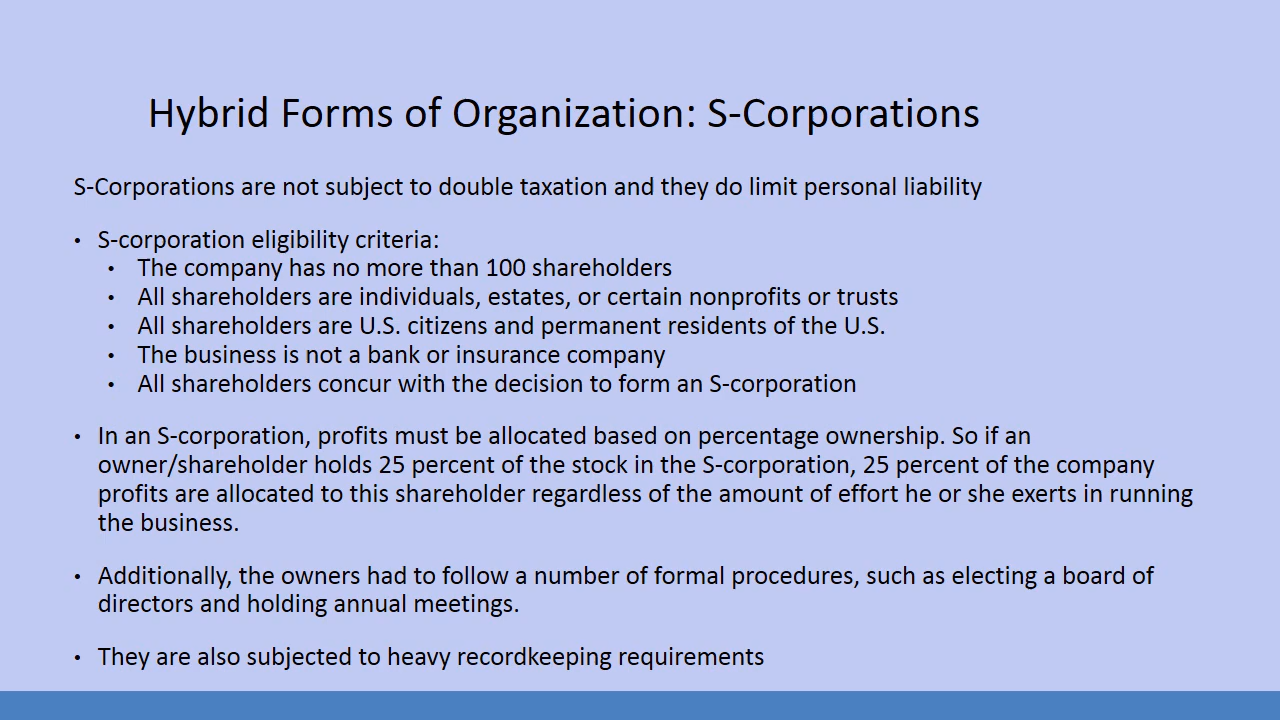 Hybrid Forms of Organization: S-Corporations
S-Corporations are not subject to double taxation and they do limit personal liability
• S-corporation eligibility criteria:
• The company has no more than 100 shareholders
• All shareholders are individuals, estates, or certain nonprofits or trusts
• All shareholders are U.S. citizens and permanent residents of the U.S.
• The business is not a bank or insurance company
• All shareholders concur with the decision to form an S-corporation
• In an S-corporation, profits must be allocated based on percentage ownership. So if an
owner/shareholder holds 25 percent of the stock in the S-corporation, 25 percent of the company
profits are allocated to this shareholder regardless of the amount of effort he or she exerts in running
the business.
• Additionally, the owners had to follow a number of formal procedures, such as electing a board of
directors and holding annual meetings.
• They are also subjected to heavy recordkeeping requirements